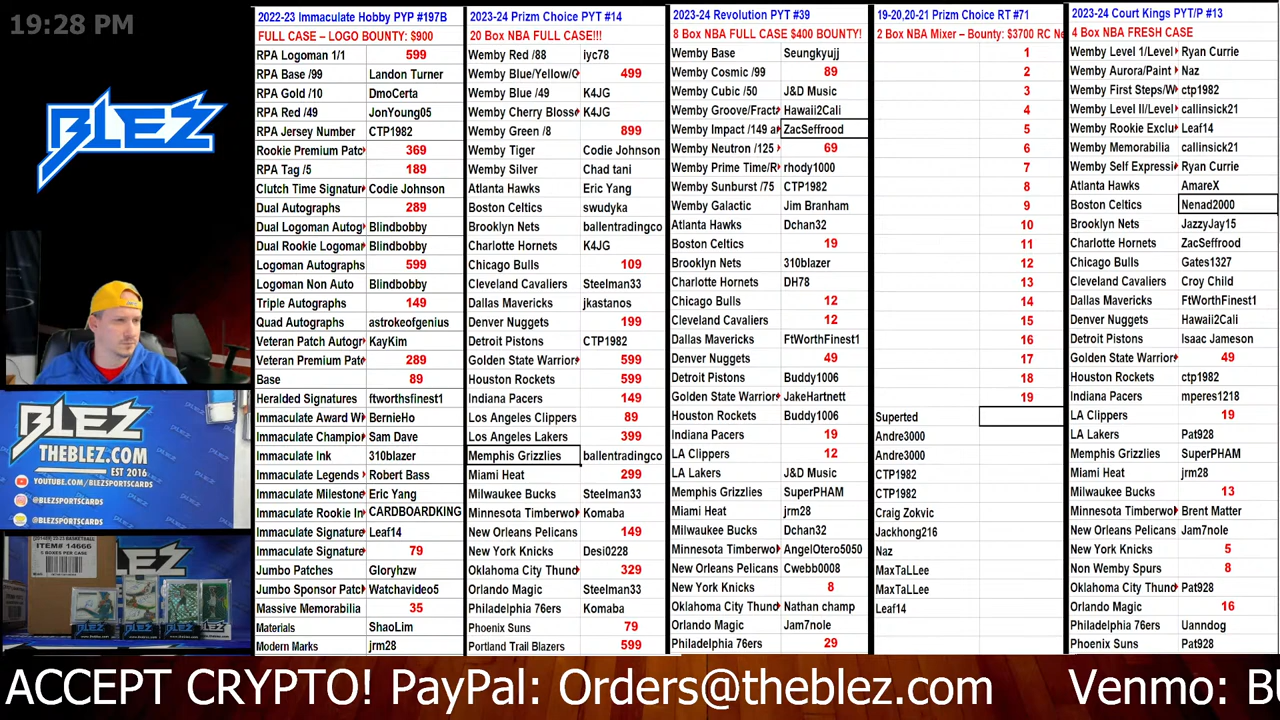 19:28 PM
BLEZ
BLEZ
THEBLEZ.COM
EST 2016
YOUTUBE.COM/BLEZSPORTSCARDS
@BLEZSPORTSCARDS
@BLEZSPORTSCARDS
22-23 BASKETBALL
ITEM# 14666
5 BOXES PER CASE
BLEZ
2022-23 Immaculate Hobby PYP #197B
FULL CASE – LOGO BOUNTY: $900
RPA Logoman 1/1 599
RPA Base /99 Landon Turner
RPA Gold /10 DmoCerta
RPA Red /49 JonYoung05
RPA Jersey Number CTP1982
Rookie Premium Patc 369
RPA Tag /5 189
Clutch Time Signatur Codie Johnson
Dual Autographs 289
Dual Logoman Autog Blindbobby
Dual Rookie Logomar Blindbobby
Logoman Autographs 599
Logoman Non Auto Blindbobby
Triple Autographs 149
Quad Autographs astrokeofgenius
Veteran Patch Autogr KayKim
Veteran Premium Pat 289
Base 89
Heralded Signatures ftworthsfinest1
Immaculate Award W BernieHo
Immaculate Champio Sam Dave
Immaculate Ink 310blazer
Immaculate Legends Robert Bass
Immaculate Milestone Eric Yang
Immaculate Rookie In CARDBOARDKING
Immaculate Signature Leaf14
Immaculate Signature 79
Jumbo Patches Gloryhzw
Jumbo Sponsor Patc Watchavideo5
Massive Memorabilia 35
Materials ShaoLim
Modern Marks jrm28
2023-24 Prizm Choice PYT #14
20 Box NBA FULL CASE!!!
Wemby Red /88 iyc78
Wemby Blue/Yellow/G 499
Wemby Blue /49 K4JG
Wemby Cherry Blosso K4JG
Wemby Green /8 899
Wemby Tiger Codie Johnson
Wemby Silver Chad tani
Atlanta Hawks Eric Yang
Boston Celtics swudyka
Brooklyn Nets ballentradingco
Charlotte Hornets K4JG
Chicago Bulls 109
Cleveland Cavaliers Steelman33
Dallas Mavericks jkastanos
Denver Nuggets 199
Detroit Pistons CTP1982
Golden State Warrior 599
Houston Rockets 599
Indiana Pacers 149
Los Angeles Clippers 89
Los Angeles Lakers 399
Memphis Grizzlies ballentradingco
Miami Heat 299
Milwaukee Bucks Steelman33
Minnesota Timberwo Komaba
New Orleans Pelicans 149
New York Knicks Desi0228
Oklahoma City Thund 329
Orlando Magic Steelman33
Philadelphia 76ers Komaba
Phoenix Suns 79
Portland Trail Blazers 599
2023-24 Revolution PYT #39
8 Box NBA FULL CASE $400 BOUNTY!
Wemby Base Seungkyujj
Wemby Cosmic /99 89
Wemby Cubic /50 J&D Music
Wemby Groove/Fract Hawaii2Cali
Wemby Impact /149 a ZacSeffrood
Wemby Neutron /125 69
Wemby Prime Time/R rhody1000
Wemby Sunburst /75 CTP1982
Wemby Galactic Jim Branham
Atlanta Hawks Dchan32
Boston Celtics 19
Brooklyn Nets 310blazer
Charlotte Hornets DH78
Chicago Bulls 12
Cleveland Cavaliers 12
Dallas Mavericks FtWorthFinest1
Denver Nuggets 49
Detroit Pistons Buddy1006
Golden State Warrior JakeHartnett
Houston Rockets Buddy1006
Indiana Pacers 19
LA Clippers 12
LA Lakers J&D Music
Memphis Grizzlies SuperPHAM
Miami Heat jrm28
Milwaukee Bucks Dchan32
Minnesota Timberwo AngelOtero5050
New Orleans Pelicans Cwebb0008
New York Knicks 8
Oklahoma City Thund Nathan champ
Orlando Magic Jam7nole
Philadelphia 76ers 29
19-20,20-21 Prizm Choice RT #71
2 Box NBA Mixer – Bounty: $3700 RC Ne
1
2
3
4
5
6
7
8
9
10
11
12
13
14
15
16
17
18
19
Superted
Andre3000
Andre3000
CTP1982
CTP1982
Craig Zokvic
Jackhong216
Naz
MaxTaLLee
MaxTaLLee
Leaf14
2023-24 Court Kings PYT/P #13
4 Box NBA FRESH CASE
Wemby Level 1/Level Ryan Currie
Wemby Aurora/Paint Naz
Wemby First Steps/W ctp1982
Wemby Level II/Level callinsick21
Wemby Rookie Exclu Leaf14
Wemby Memorabilia callinsick21
Wemby Self Expressi Ryan Currie
Atlanta Hawks AmareX
Boston Celtics Nenad2000
Brooklyn Nets JazzyJay15
Charlotte Hornets ZacSeffrood
Chicago Bulls Gates1327
Cleveland Cavaliers Croy Child
Dallas Mavericks FtWorthFinest1
Denver Nuggets Hawaii2Cali
Detroit Pistons Isaac Jameson
Golden State Warrior 49
Houston Rockets ctp1982
Indiana Pacers mperes1218
LA Clippers 19
LA Lakers Pat928
Memphis Grizzlies SuperPHAM
Miami Heat jrm28
Milwaukee Bucks 13
Minnesota Timberwo Brent Matter
New Orleans Pelicans Jam7nole
New York Knicks 5
Non Wemby Spurs 8
Oklahoma City Thund Pat928
Orlando Magic 16
Philadelphia 76ers Uanndog
Phoenix Suns Pat928
ACCEPT CRYPTO! PayPal: Orders@theblez.com Venmo: B